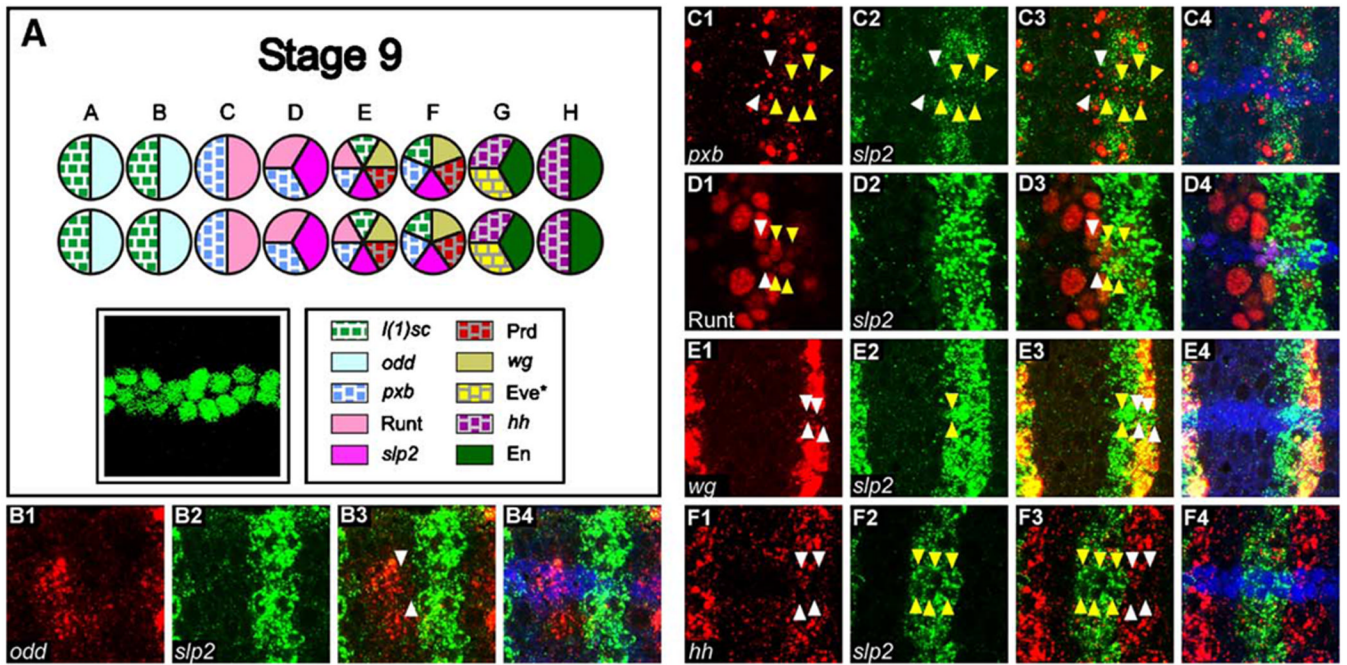 A
Stage 9
A B C D E F G H
l(1)sc
odd
pxb
Runt
slp2
Prd
wg
Eve*
hh
En
B1 B2 B3 B4
odd slp2
C1 C2 C3 C4
pxb slp2
D1 D2 D3 D4
Runt slp2
E1 E2 E3 E4
wg slp2
F1 F2 F3 F4
hh slp2